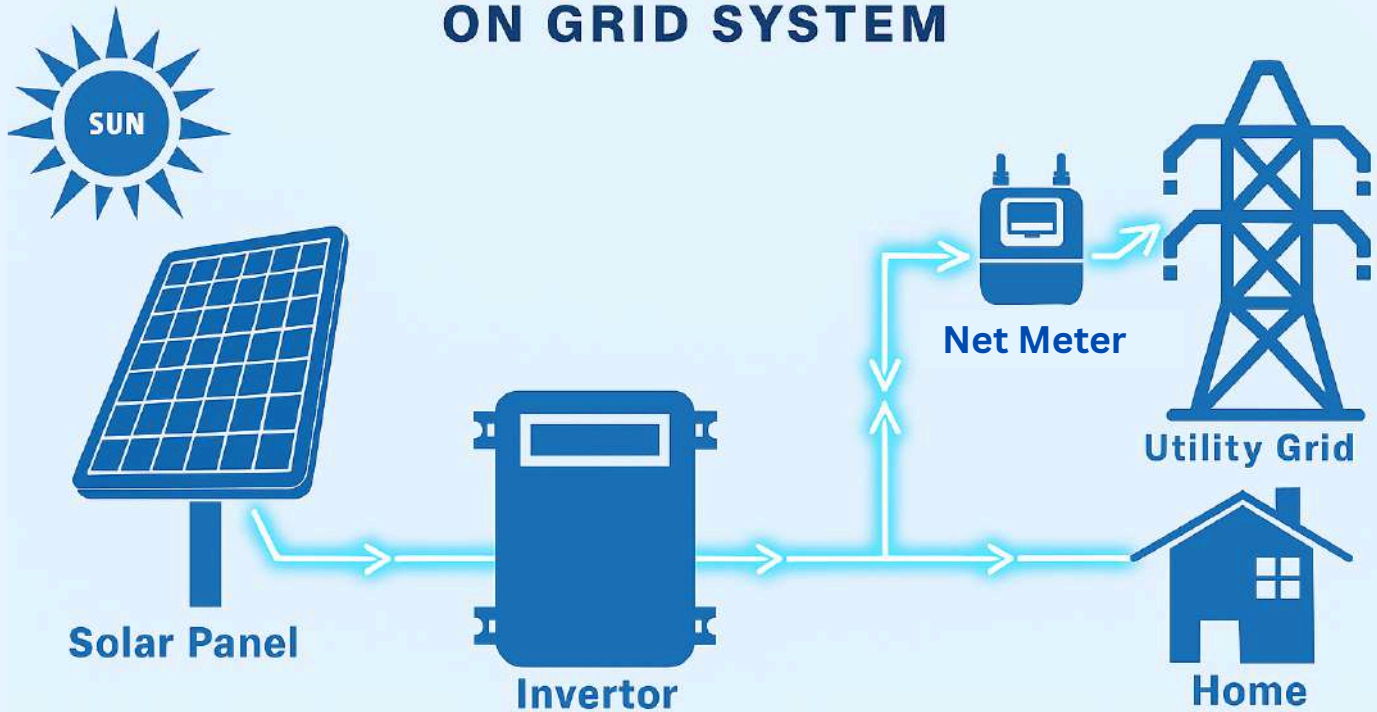 ON GRID SYSTEM
SUN
Net Meter
Utility Grid
Solar Panel
Invertor
Home